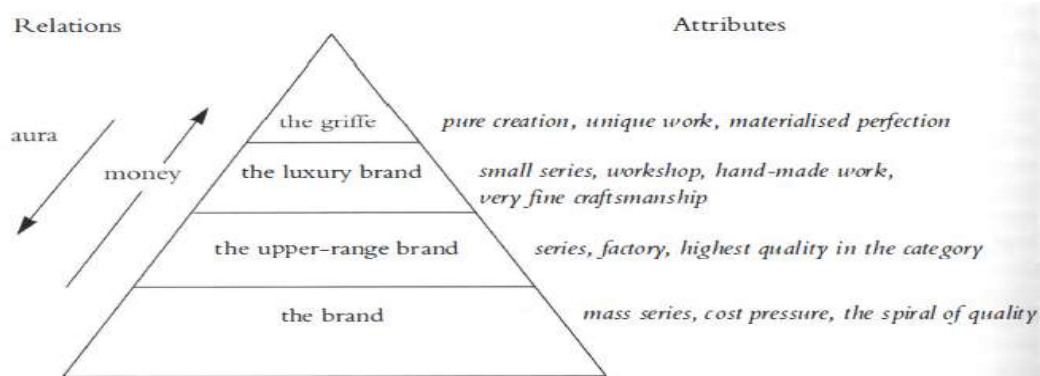 Relations
Attributes
aura
money
the griffe
pure creation, unique work, materialised perfection
the luxury brand
small series, workshop, hand-made work,
very fine craftsmanship
the upper-range brand
series, factory, highest quality in the category
the brand
mass series, cost pressure, the spiral of quality